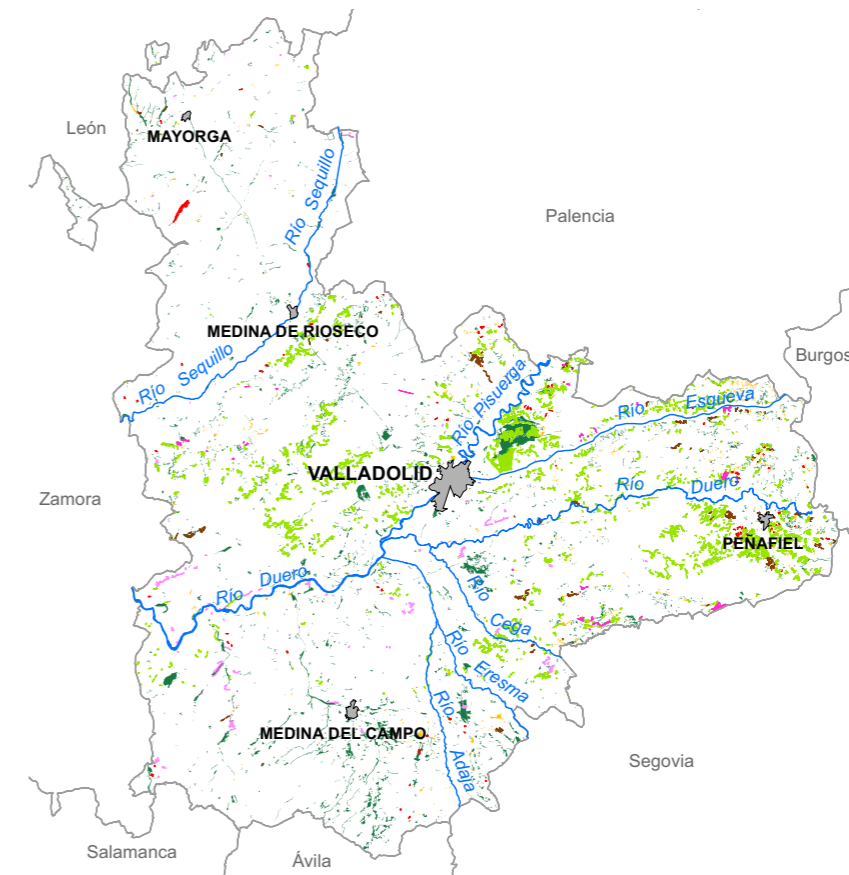 León
MAYORGA
Río Sequillo
Palencia
MEDINA DE RIOSECO
Burgos
Río Sequillo
Río Pisuerga
Río Esgueva
VALLADOLID
Zamora
Río Duero
PEÑAFIEL
Río Duero
Río Cega
Río Eresma
Río Adaja
MEDINA DEL CAMPO
Segovia
Salamanca
Ávila